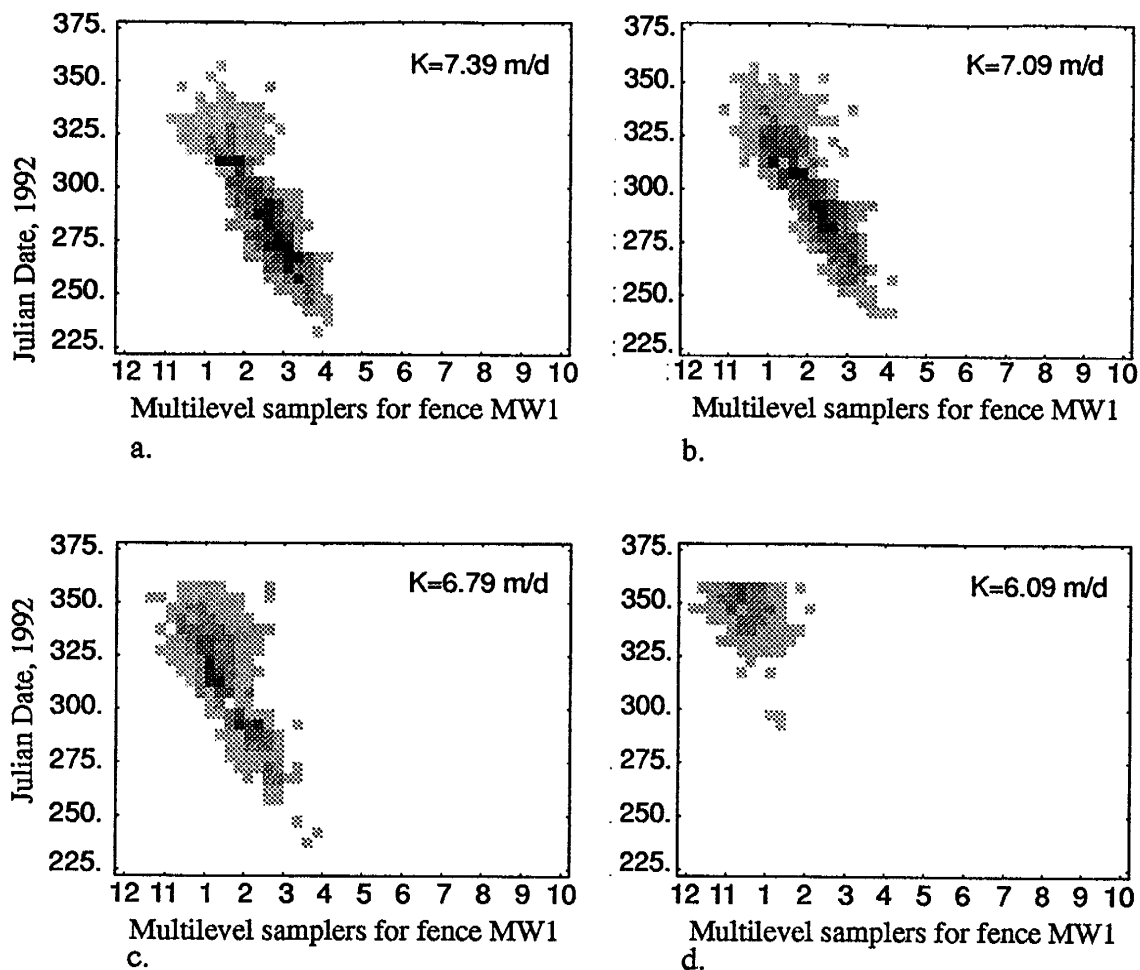 375.
350.
325.
300.
275.
250.
225.
Julian Date, 1992
K=7.39 m/d
12 11 1 2 3 4 5 6 7 8 9 10
Multilevel samplers for fence MW1
a.
375.
350.
325.
300.
275.
250.
225.
K=7.09 m/d
12 11 1 2 3 4 5 6 7 8 9 10
Multilevel samplers for fence MW1
b.
375.
350.
325.
300.
275.
250.
225.
Julian Date, 1992
K=6.79 m/d
12 11 1 2 3 4 5 6 7 8 9 10
Multilevel samplers for fence MW1
c.
375.
350.
325.
300.
275.
250.
225.
K=6.09 m/d
12 11 1 2 3 4 5 6 7 8 9 10
Multilevel samplers for fence MW1
d.